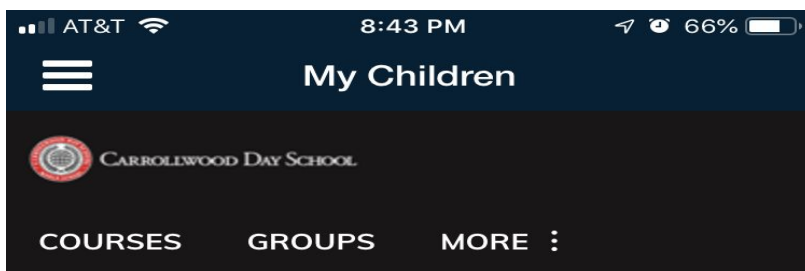 AT&T 8:43 PM 66%
My Children
CARROLLWOOD DAY SCHOOL
COURSES GROUPS MORE